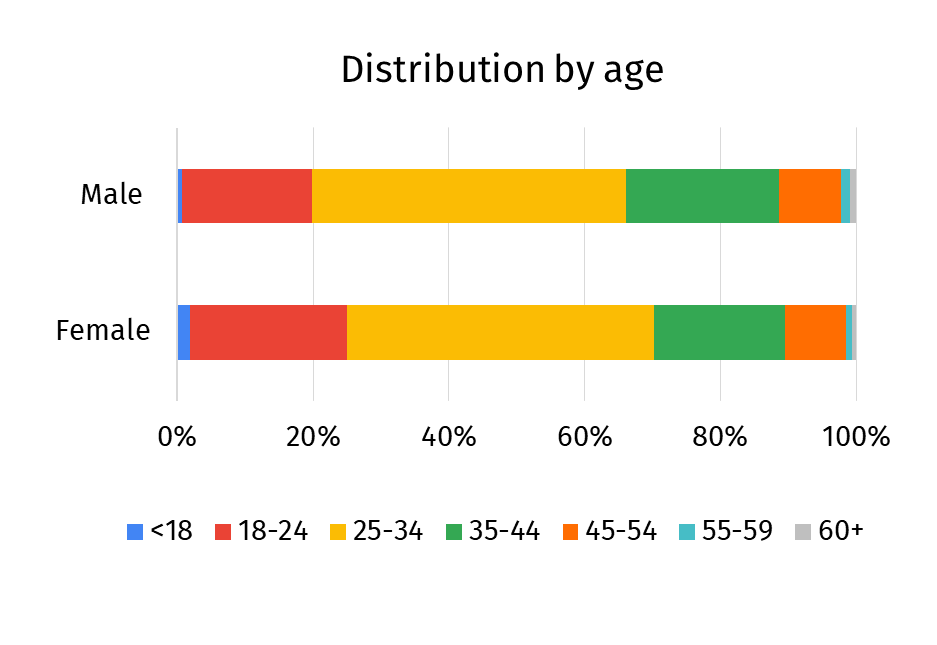 Distribution by age
Male
Female
0% 20% 40% 60% 80% 100%
<18 18-24 25-34 35-44 45-54 55-59 60+